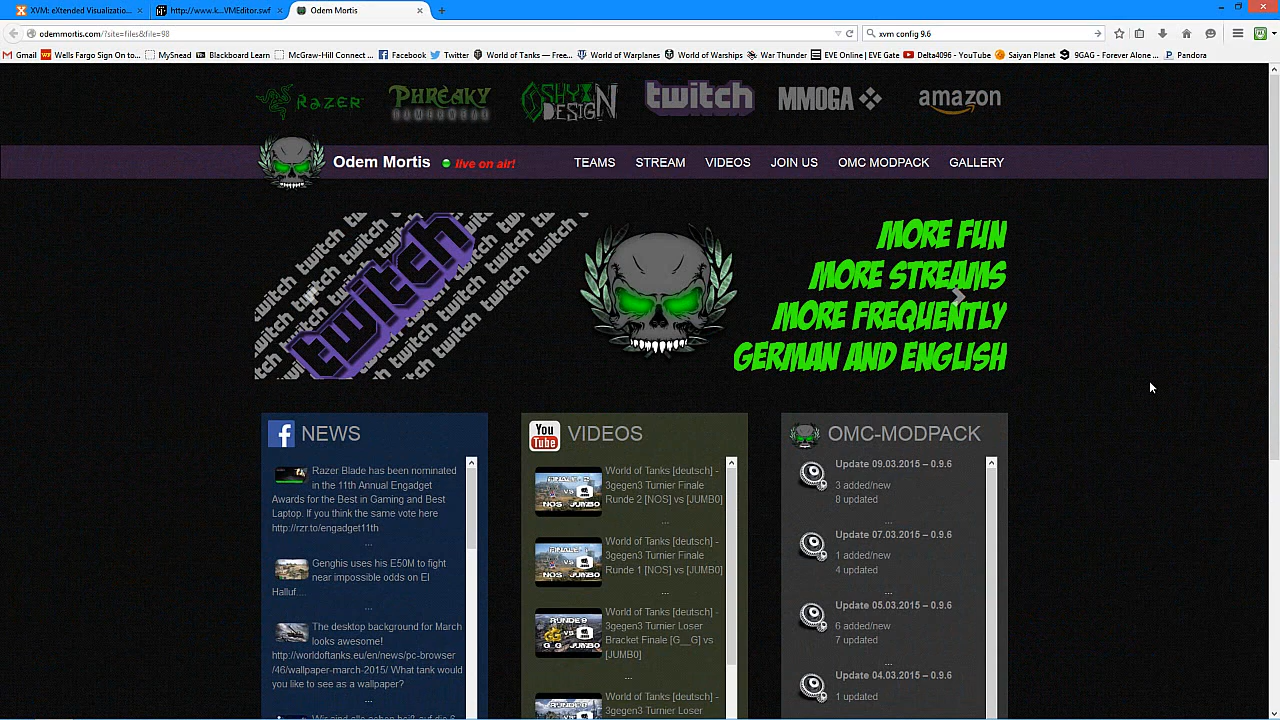 XVM: eXtended Visualizatio...
http://www.k...VMEditor.swf
Odem Mortis
odemmortis.com/?site=files&file=98
xvm config 9.6
Gmail
Wells Fargo Sign On to...
MySnead
Blackboard Learn
McGraw-Hill Connect
Facebook
Twitter
World of Tanks — Free...
World of Warplanes
World of Warships
War Thunder
EVE Online | EVE Gate
Delta4096 - YouTube
Saiyan Planet
9GAG - Forever Alone ...
Pandora
RAZER
PHREAKY
GAMERWEAR
SHYX DESIGN
twitch
MMOGA
amazon
Odem Mortis
live on air!
TEAMS
STREAM
VIDEOS
JOIN US
OMC MODPACK
GALLERY
twitch
MORE FUN
MORE STREAMS
MORE FREQUENTLY
GERMAN AND ENGLISH
NEWS
Razer Blade has been nominated
in the 11th Annual Engadget
Awards for the Best in Gaming and Best
Laptop. If you think the same vote here
http://rzr.to/engadget11th
...
Genghis uses his E50M to fight
near impossible odds on El
Halluf....
...
The desktop background for March
looks awesome!
http://worldoftanks.eu/en/news/pc-browser
/46/wallpaper-march-2015/ What tank would
you like to see as a wallpaper?
...
You Tube
VIDEOS
World of Tanks [deutsch] -
3gegen3 Turnier Finale
Runde 2 [NOS] vs [JUMB0]
...
World of Tanks [deutsch] -
3gegen3 Turnier Finale
Runde 1 [NOS] vs [JUMB0]
...
World of Tanks [deutsch] -
3gegen3 Turnier Loser
Bracket Finale [G__G] vs
[JUMB0]
...
World of Tanks [deutsch] -
3gegen3 Turnier Loser
OMC-MODPACK
Update 09.03.2015 – 0.9.6
3 added/new
8 updated
...
Update 07.03.2015 – 0.9.6
1 added/new
4 updated
...
Update 05.03.2015 – 0.9.6
6 added/new
7 updated
...
Update 04.03.2015 – 0.9.6
1 updated